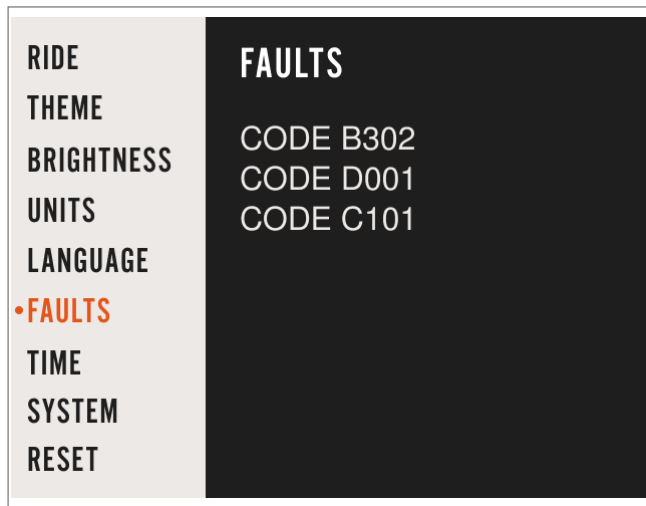 RIDE
THEME
BRIGHTNESS
UNITS
LANGUAGE
•FAULTS
TIME
SYSTEM
RESET
FAULTS
CODE B302
CODE D001
CODE C101